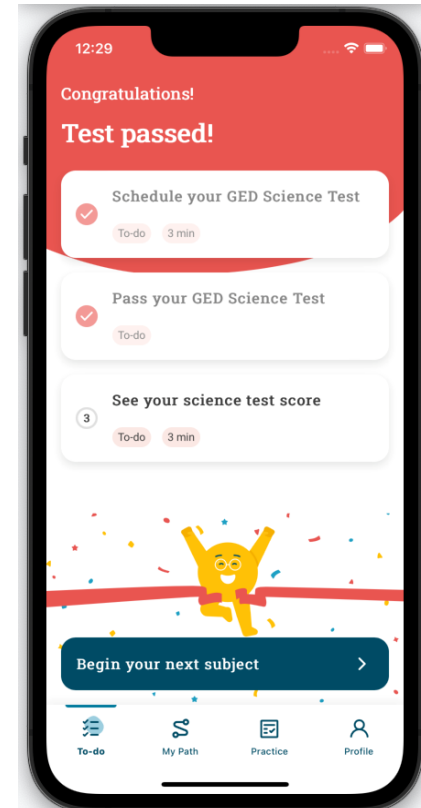 12:29
Congratulations!
Test passed!
Schedule your GED Science Test
To-do 3 min
Pass your GED Science Test
To-do
3
See your science test score
To-do 3 min
Begin your next subject
To-do My Path Practice Profile